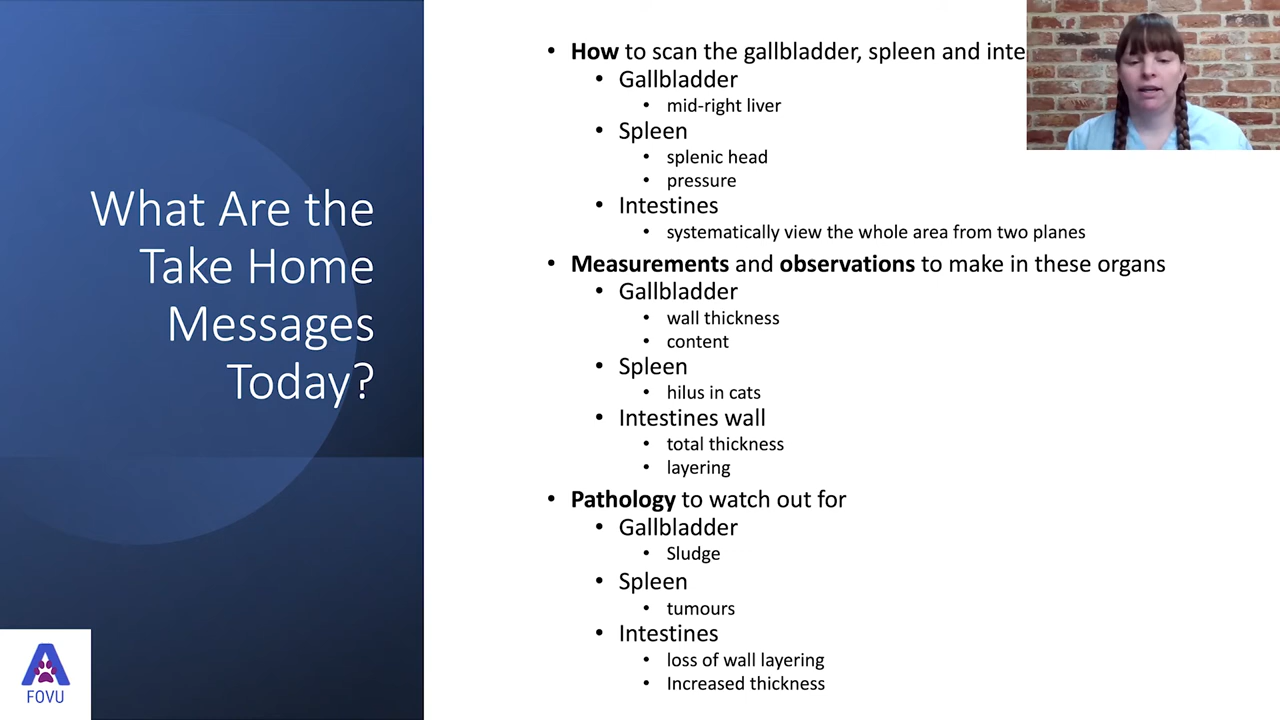 What Are the
Take Home
Messages
Today?
• How to scan the gallbladder, spleen and inte
• Gallbladder
• mid-right liver
• Spleen
• splenic head
• pressure
• Intestines
• systematically view the whole area from two planes
• Measurements and observations to make in these organs
• Gallbladder
• wall thickness
• content
• Spleen
• hilus in cats
• Intestines wall
• total thickness
• layering
• Pathology to watch out for
• Gallbladder
• Sludge
• Spleen
• tumours
• Intestines
• loss of wall layering
• Increased thickness
A
FOVU